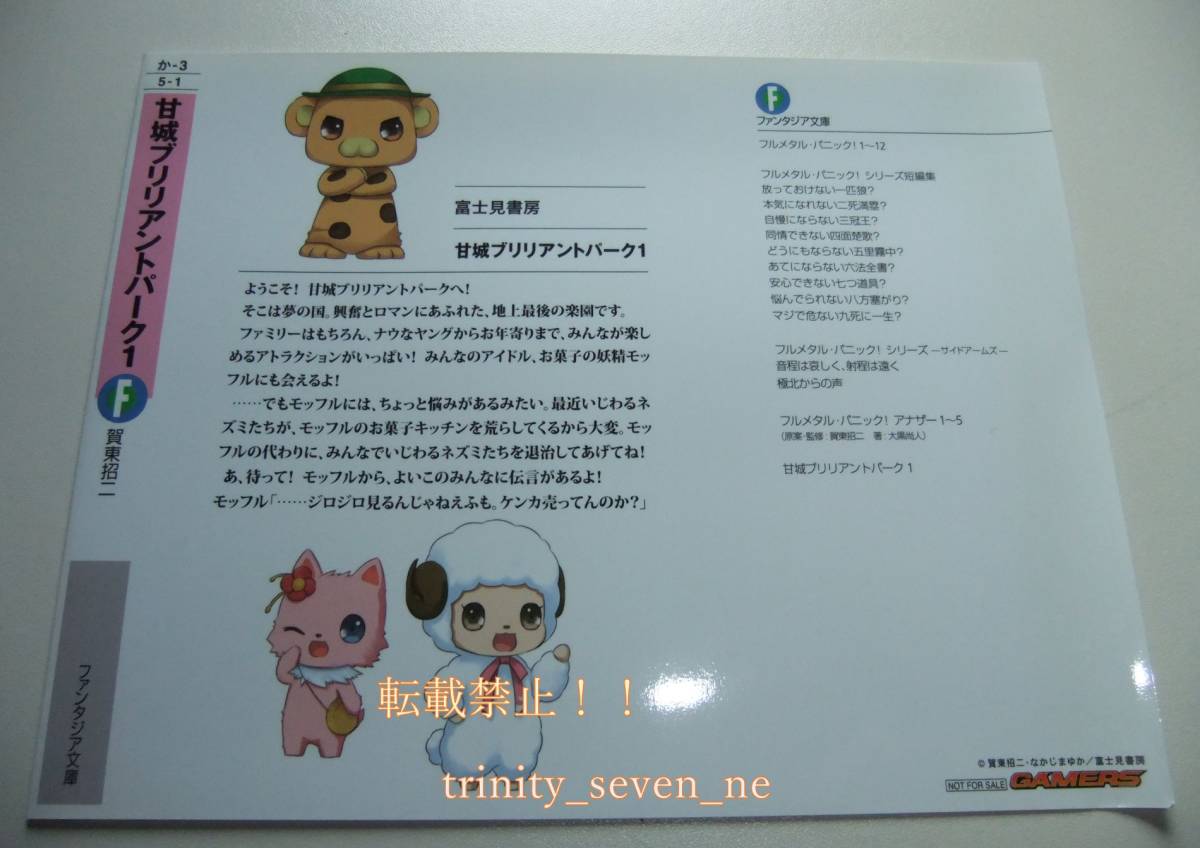 か-3
5-1
甘城ブリリアントパーク1
F
賀東招二
ファンタジア文庫
富士見書房
甘城ブリリアントパーク1
ようこそ! 甘城ブリリアントパークへ!
そこは夢の国。興奮とロマンにあふれた、地上最後の楽園です。
ファミリーはもちろん、ナウなヤングからお年寄りまで、みんなが楽し
めるアトラクションがいっぱい! みんなのアイドル、お菓子の妖精モッ
フルにも会えるよ!
……でもモッフルには、ちょっと悩みがあるみたい。最近いじわるネ
ズミたちが、モッフルのお菓子キッチンを荒らしてくるから大変。モッ
フルの代わりに、みんなでいじわるネズミたちを退治してあげてね!
あ、待って! モッフルから、よいこのみんなに伝言があるよ!
モッフル「……ジロジロ見るんじゃねえふも。ケンカ売ってんのか?」
F
ファンタジア文庫
フルメタル・パニック! 1〜12
フルメタル・パニック! シリーズ短編集
放っておけない一匹狼?
本気になれない二死満塁?
自慢にならない三冠王?
同情できない四面楚歌?
どうにもならない五里霧中?
あてにならない六法全書?
安心できない七つ道具?
悩んでられない八方塞がり?
マジで危ない九死に一生?
フルメタル・パニック! シリーズ ―サイドアームズ―
音程は哀しく、射程は遠く
極北からの声
フルメタル・パニック! アナザー 1〜5
(原案・監修:賀東招二 著:大黒尚人)
甘城ブリリアントパーク 1
転載禁止!!
trinity_seven_ne
© 賀東招二・なかじまゆか/富士見書房
NOT FOR SALE GAMERS